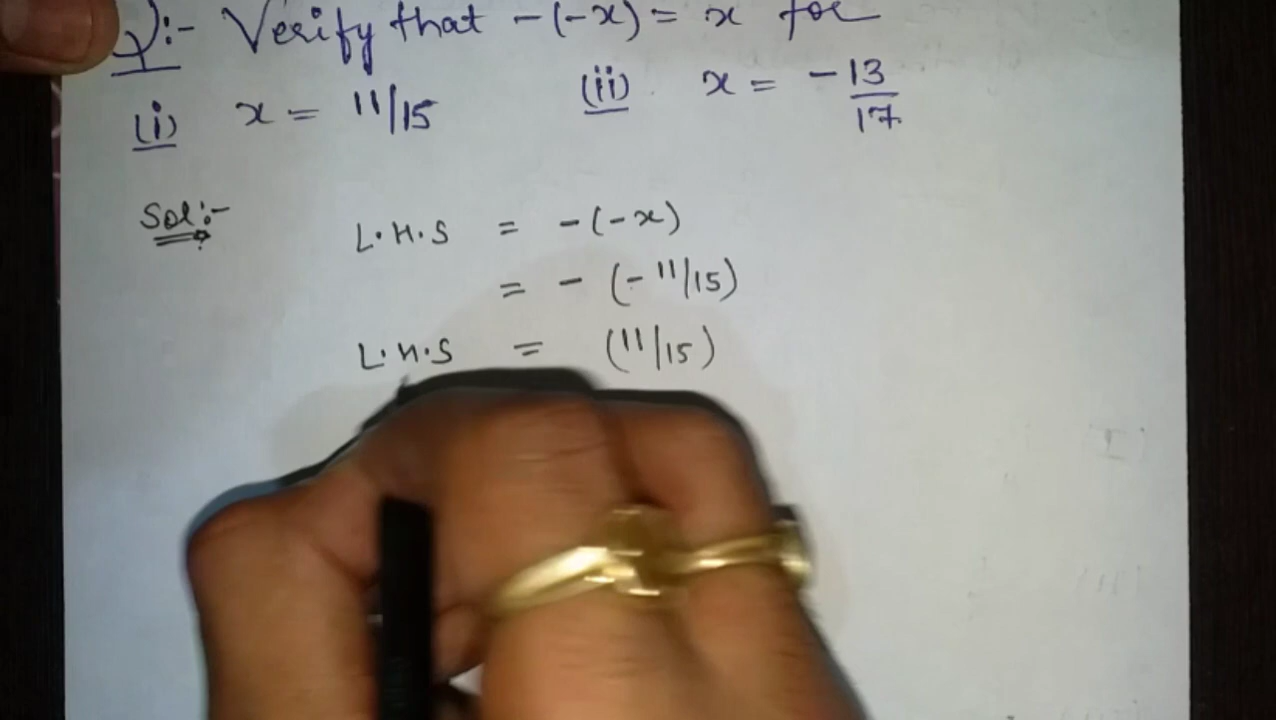 Q:- Verify that -(-x) = x for
(i) x = 11/15 (ii) x = -13/17
Sol:-
L.H.S = -(-x)
= - (-11/15)
L.H.S = (11/15)